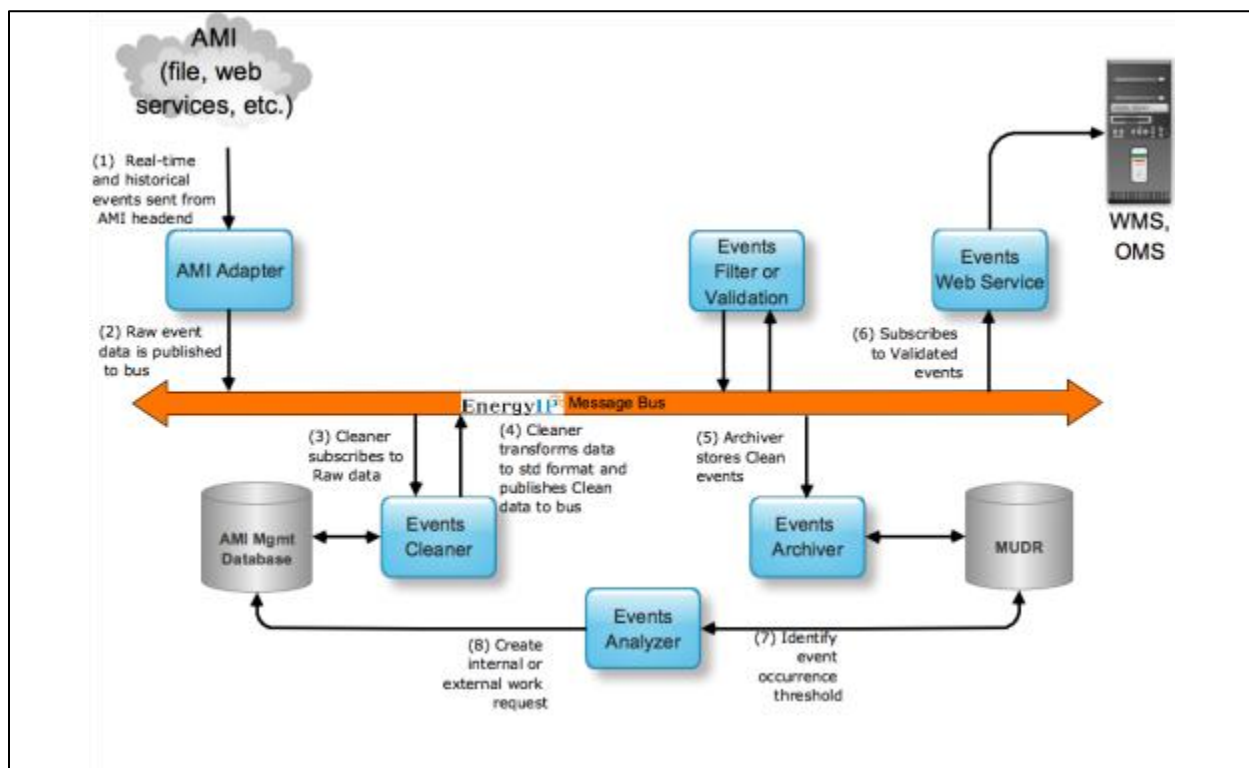 AMI
(file, web
services, etc.)
(1) Real-time
and historical
events sent from
AMI headend
AMI Adapter
(2) Raw event
data is published
to bus
Events
Filter or
Validation
Events
Web Service
WMS,
OMS
(6) Subscribes
to Validated
events
EnergyIP Message Bus
(3) Cleaner
subscribes to
Raw data
(4) Cleaner
transforms data
to std format and
publishes Clean
data to bus
(5) Archiver
stores Clean
events
AMI Mgmt
Database
Events
Cleaner
Events
Archiver
MUDR
Events
Analyzer
(8) Create
internal or
external work
request
(7) Identify
event
occurrence
threshold